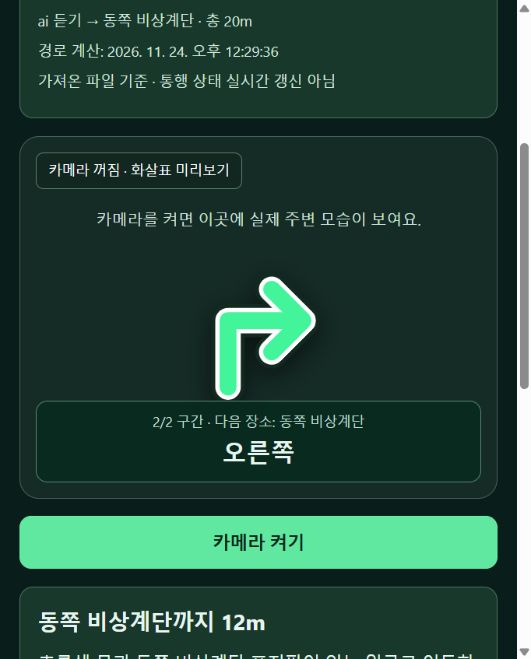 ai 듣기 → 동쪽 비상계단 · 총 20m
경로 계산: 2026. 11. 24. 오후 12:29:36
가져온 파일 기준 · 통행 상태 실시간 갱신 아님
카메라 꺼짐 · 화살표 미리보기
카메라를 켜면 이곳에 실제 주변 모습이 보여요.
2/2 구간 · 다음 장소: 동쪽 비상계단
오른쪽
카메라 켜기
동쪽 비상계단까지 12m